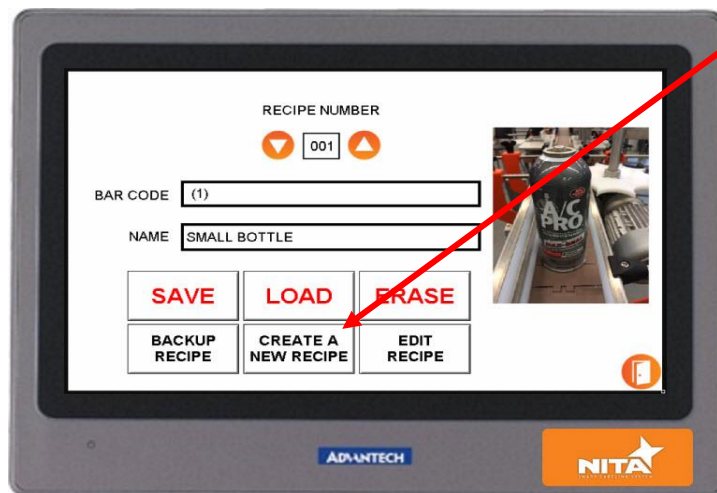 RECIPE NUMBER
001
BAR CODE (1)
NAME SMALL BOTTLE
A/C
PRO
SAVE LOAD ERASE
BACKUP RECIPE
CREATE A NEW RECIPE
EDIT RECIPE
ADVANTECH
NITA